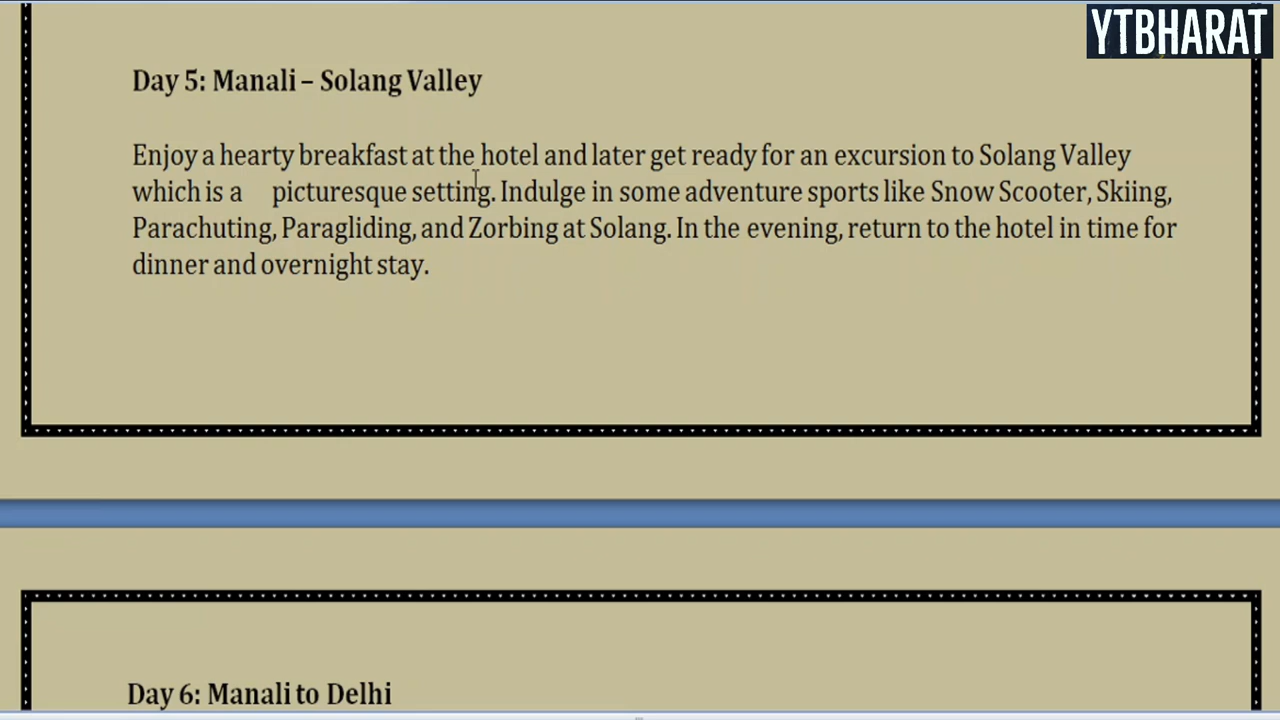 YTBHARAT
Day 5: Manali – Solang Valley
Enjoy a hearty breakfast at the hotel and later get ready for an excursion to Solang Valley
which is a picturesque setting. Indulge in some adventure sports like Snow Scooter, Skiing,
Parachuting, Paragliding, and Zorbing at Solang. In the evening, return to the hotel in time for
dinner and overnight stay.
Day 6: Manali to Delhi